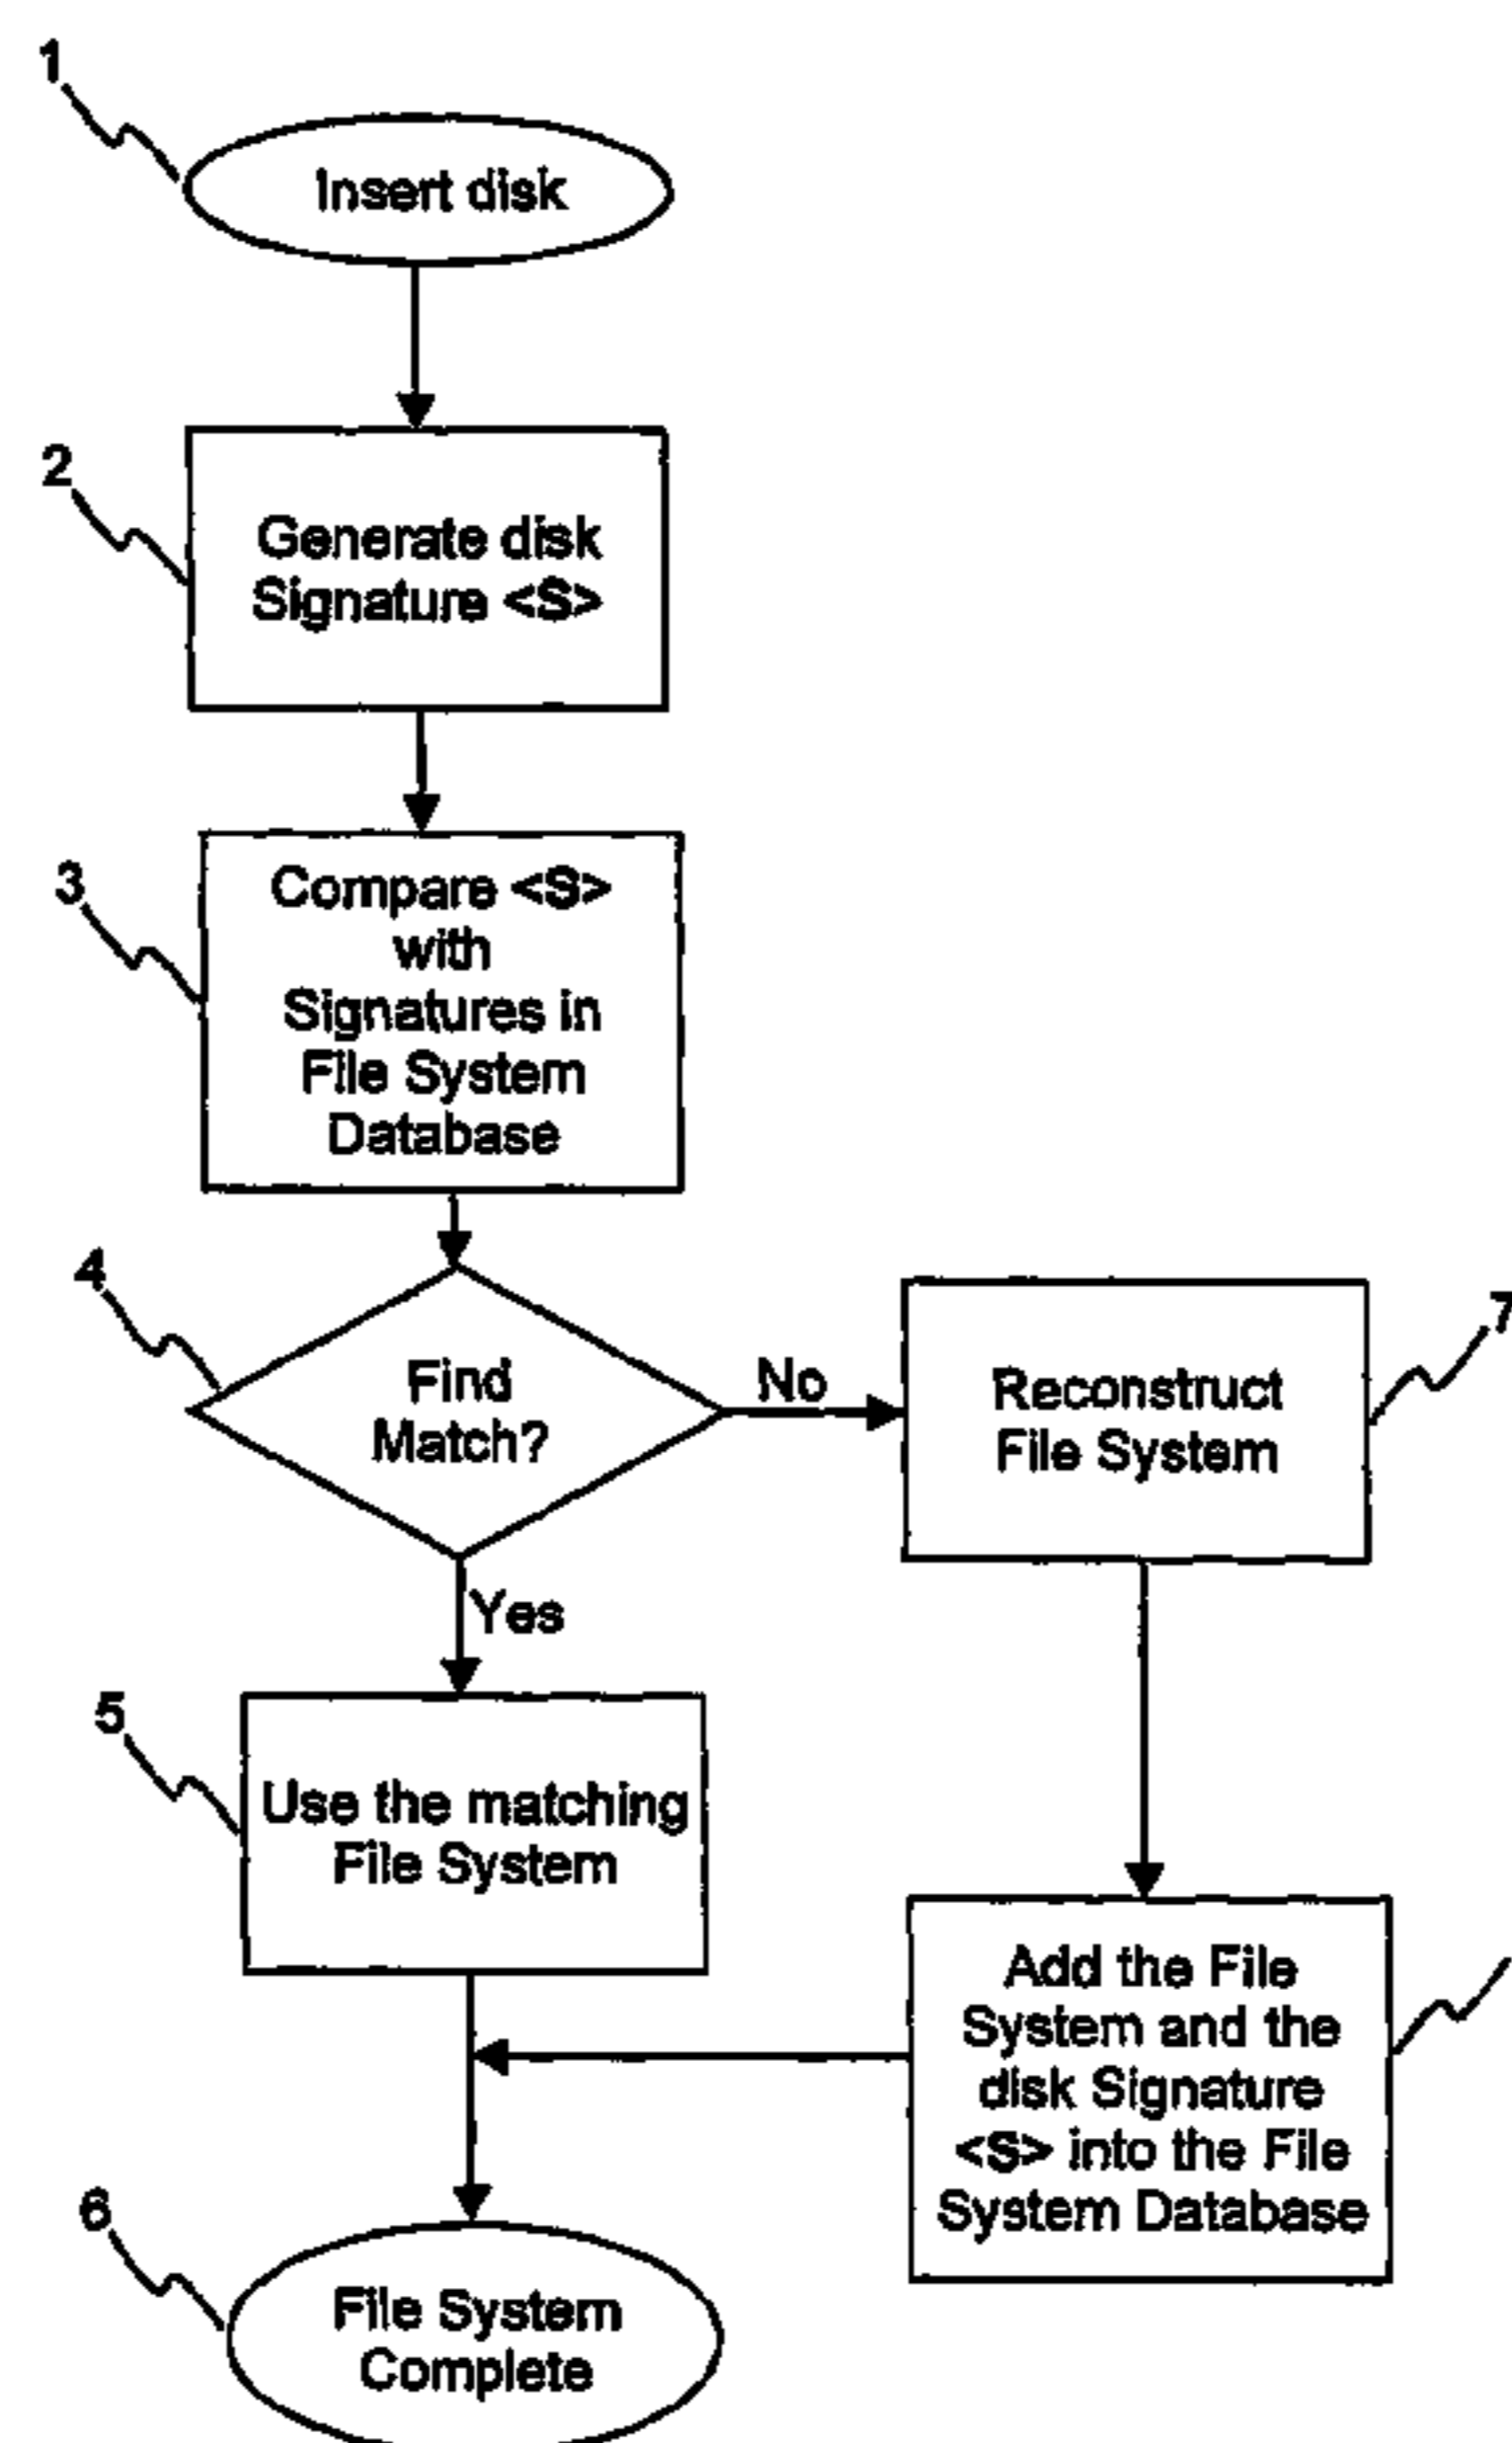 1
Insert disk
2
Generate disk
Signature <S>
3
Compare <S>
with
Signatures in
File System
Database
4
Find
Match?
No
Reconstruct
File System
7
Yes
5
Use the matching
File System
Add the File
System and the
disk Signature
<S> into the File
System Database
6
File System
Complete